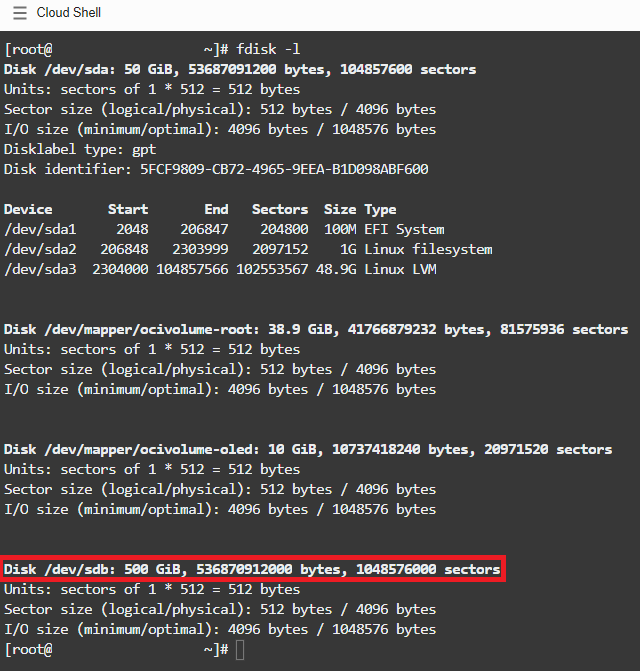 Cloud Shell
[root@ ~]# fdisk -l
Disk /dev/sda: 50 GiB, 53687091200 bytes, 104857600 sectors
Units: sectors of 1 * 512 = 512 bytes
Sector size (logical/physical): 512 bytes / 4096 bytes
I/O size (minimum/optimal): 4096 bytes / 1048576 bytes
Disklabel type: gpt
Disk identifier: 5FCF9809-CB72-4965-9EEA-B1D098ABF600
Device Start End Sectors Size Type
/dev/sda1 2048 206847 204800 100M EFI System
/dev/sda2 206848 2303999 2097152 1G Linux filesystem
/dev/sda3 2304000 104857566 102553567 48.9G Linux LVM
Disk /dev/mapper/ocivolume-root: 38.9 GiB, 41766879232 bytes, 81575936 sectors
Units: sectors of 1 * 512 = 512 bytes
Sector size (logical/physical): 512 bytes / 4096 bytes
I/O size (minimum/optimal): 4096 bytes / 1048576 bytes
Disk /dev/mapper/ocivolume-oled: 10 GiB, 10737418240 bytes, 20971520 sectors
Units: sectors of 1 * 512 = 512 bytes
Sector size (logical/physical): 512 bytes / 4096 bytes
I/O size (minimum/optimal): 4096 bytes / 1048576 bytes
Disk /dev/sdb: 500 GiB, 536870912000 bytes, 1048576000 sectors
Units: sectors of 1 * 512 = 512 bytes
Sector size (logical/physical): 512 bytes / 4096 bytes
I/O size (minimum/optimal): 4096 bytes / 1048576 bytes
[root@ ~]#